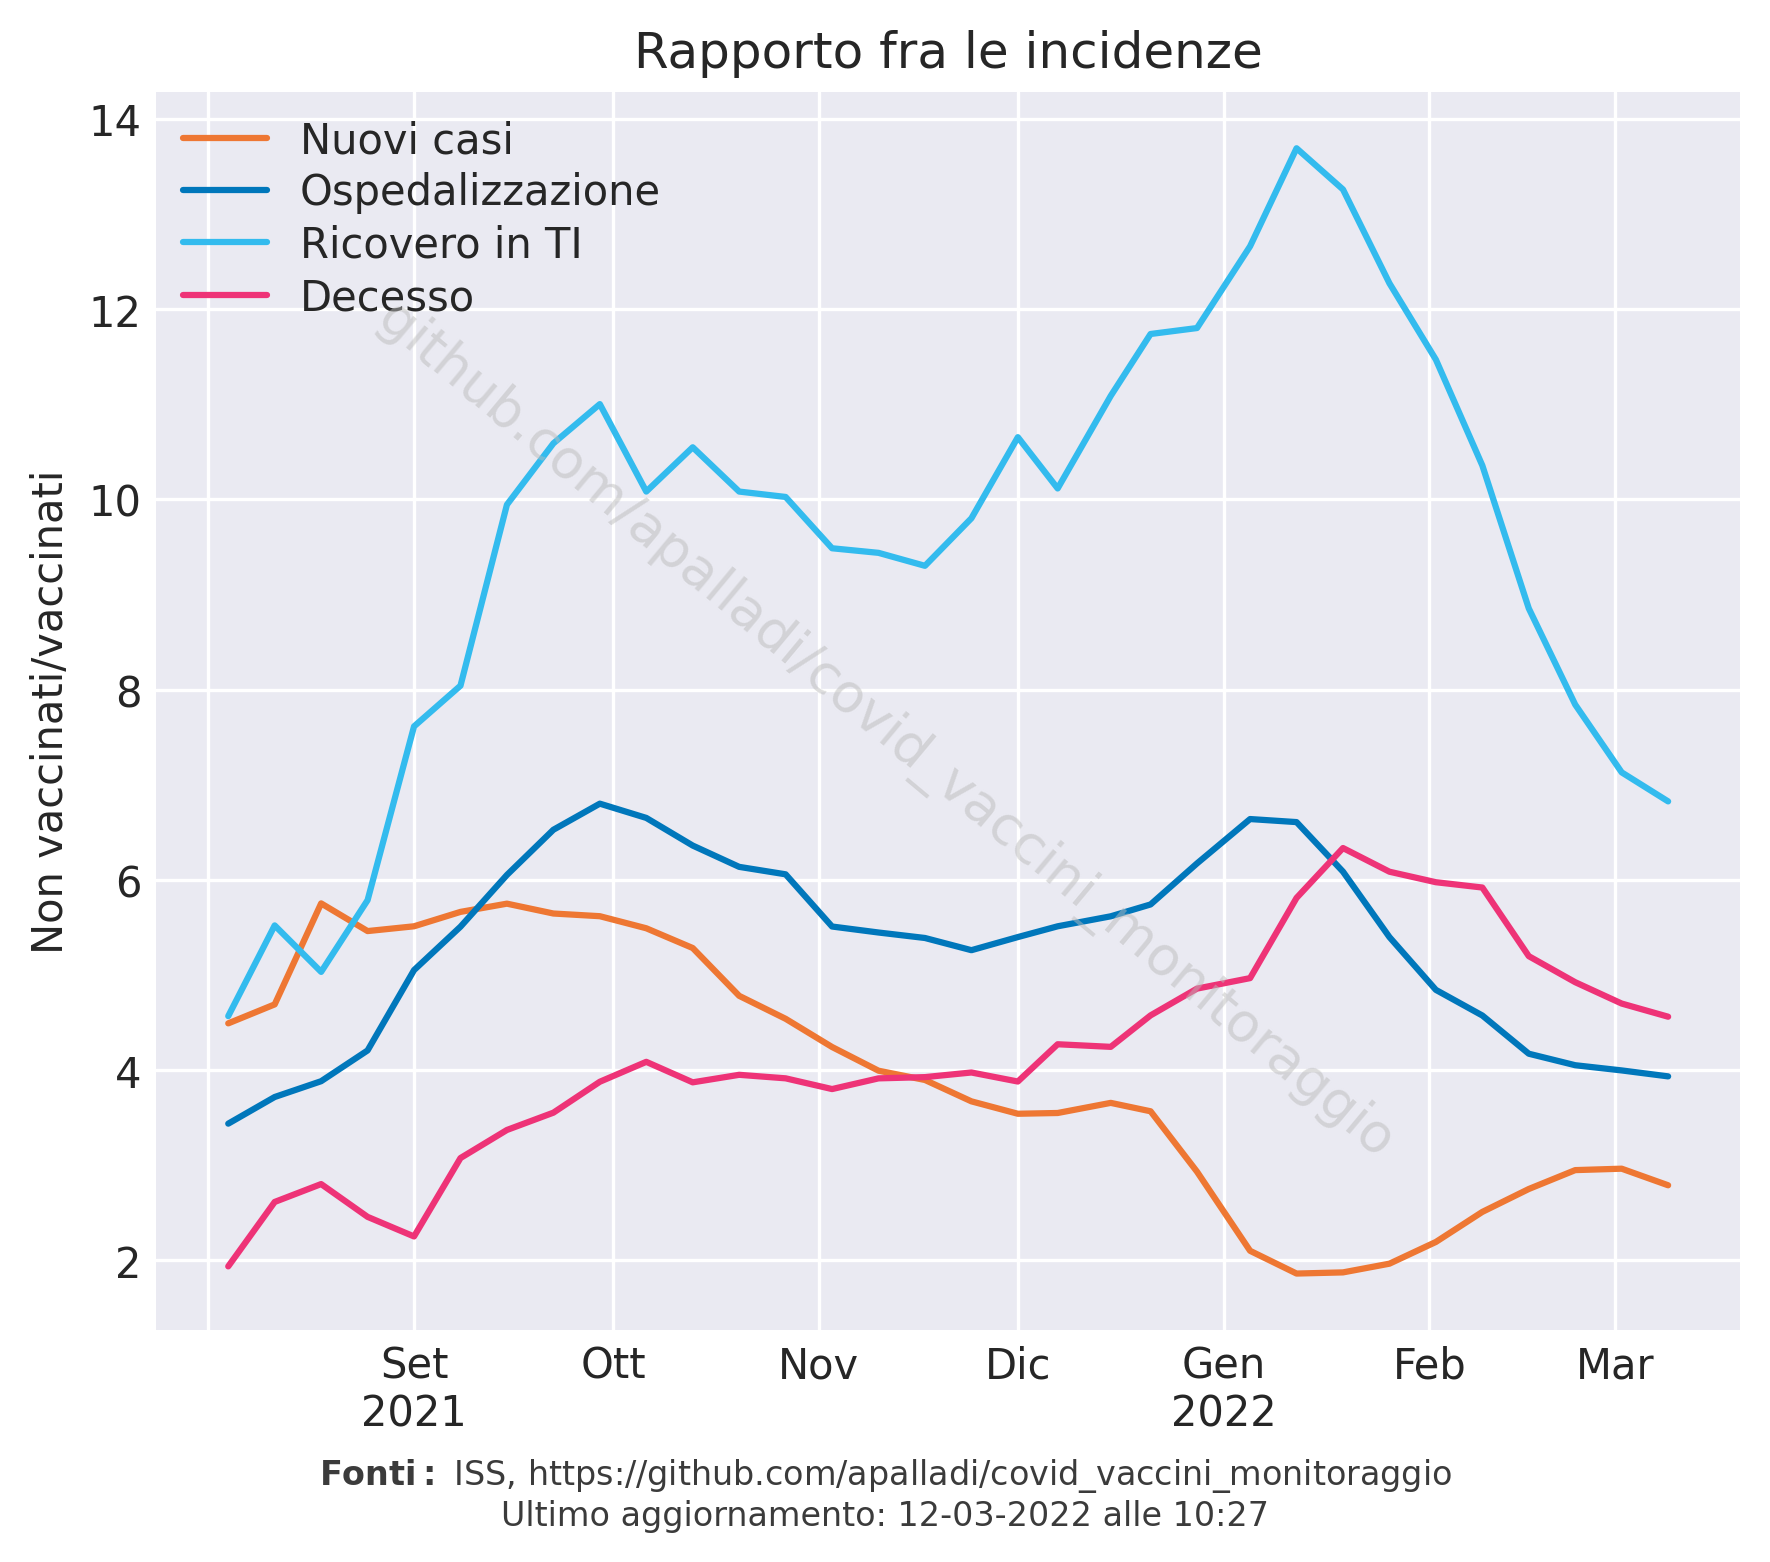 Rapporto fra le incidenze
Nuovi casi
Ospedalizzazione
Ricovero in TI
Decesso
github.com/apalladi/covid_vaccini_monitoraggio
Non vaccinati/vaccinati
14
12
10
8
6
4
2
Set Ott Nov Dic Gen Feb Mar
2021 2022
Fonti: ISS, https://github.com/apalladi/covid_vaccini_monitoraggio
Ultimo aggiornamento: 12-03-2022 alle 10:27